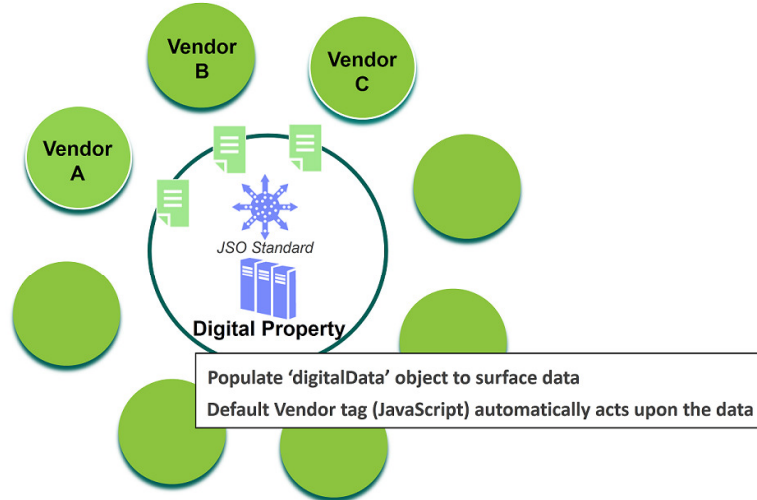 Vendor
B
Vendor
C
Vendor
A
JSO Standard
Digital Property
Populate ‘digitalData’ object to surface data
Default Vendor tag (JavaScript) automatically acts upon the data